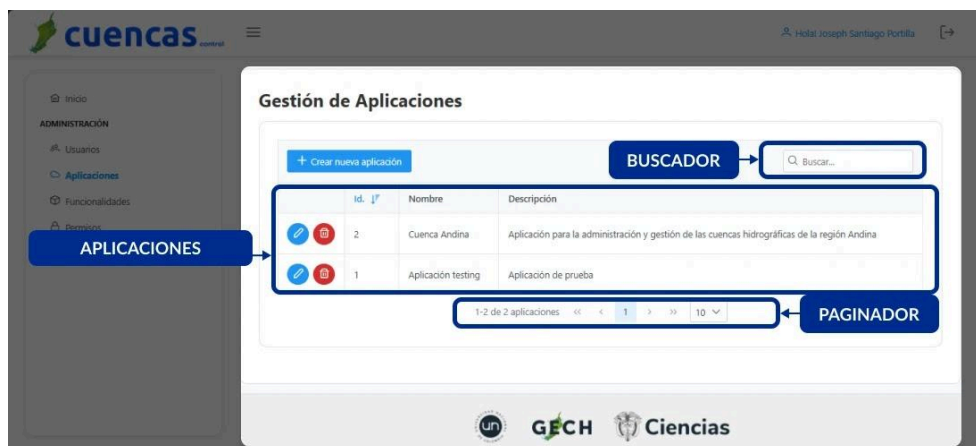 cuencas control
Hola! Joseph Santiago Portilla
Inicio
ADMINISTRACIÓN
Usuarios
Aplicaciones
Funcionalidades
Permisos
APLICACIONES
Gestión de Aplicaciones
+ Crear nueva aplicación
BUSCADOR
Buscar...
Id. Nombre Descripción
2 Cuenca Andina Aplicación para la administración y gestión de las cuencas hidrográficas de la región Andina
1 Aplicación testing Aplicación de prueba
1-2 de 2 aplicaciones << < 1 > >> 10
PAGINADOR
UN GECH Ciencias